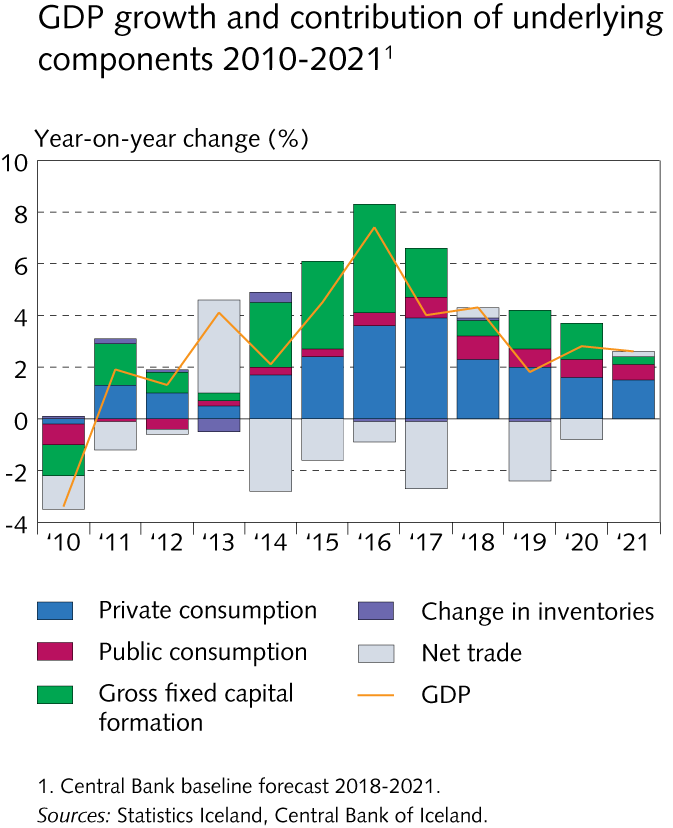 GDP growth and contribution of underlying
components 2010-2021¹
Year-on-year change (%)
10
8
6
4
2
0
-2
-4
‘10 ‘11 ‘12 ‘13 ‘14 ‘15 ‘16 ‘17 ‘18 ‘19 ‘20 ‘21
Private consumption
Public consumption
Gross fixed capital
formation
Change in inventories
Net trade
GDP
1. Central Bank baseline forecast 2018-2021.
Sources: Statistics Iceland, Central Bank of Iceland.